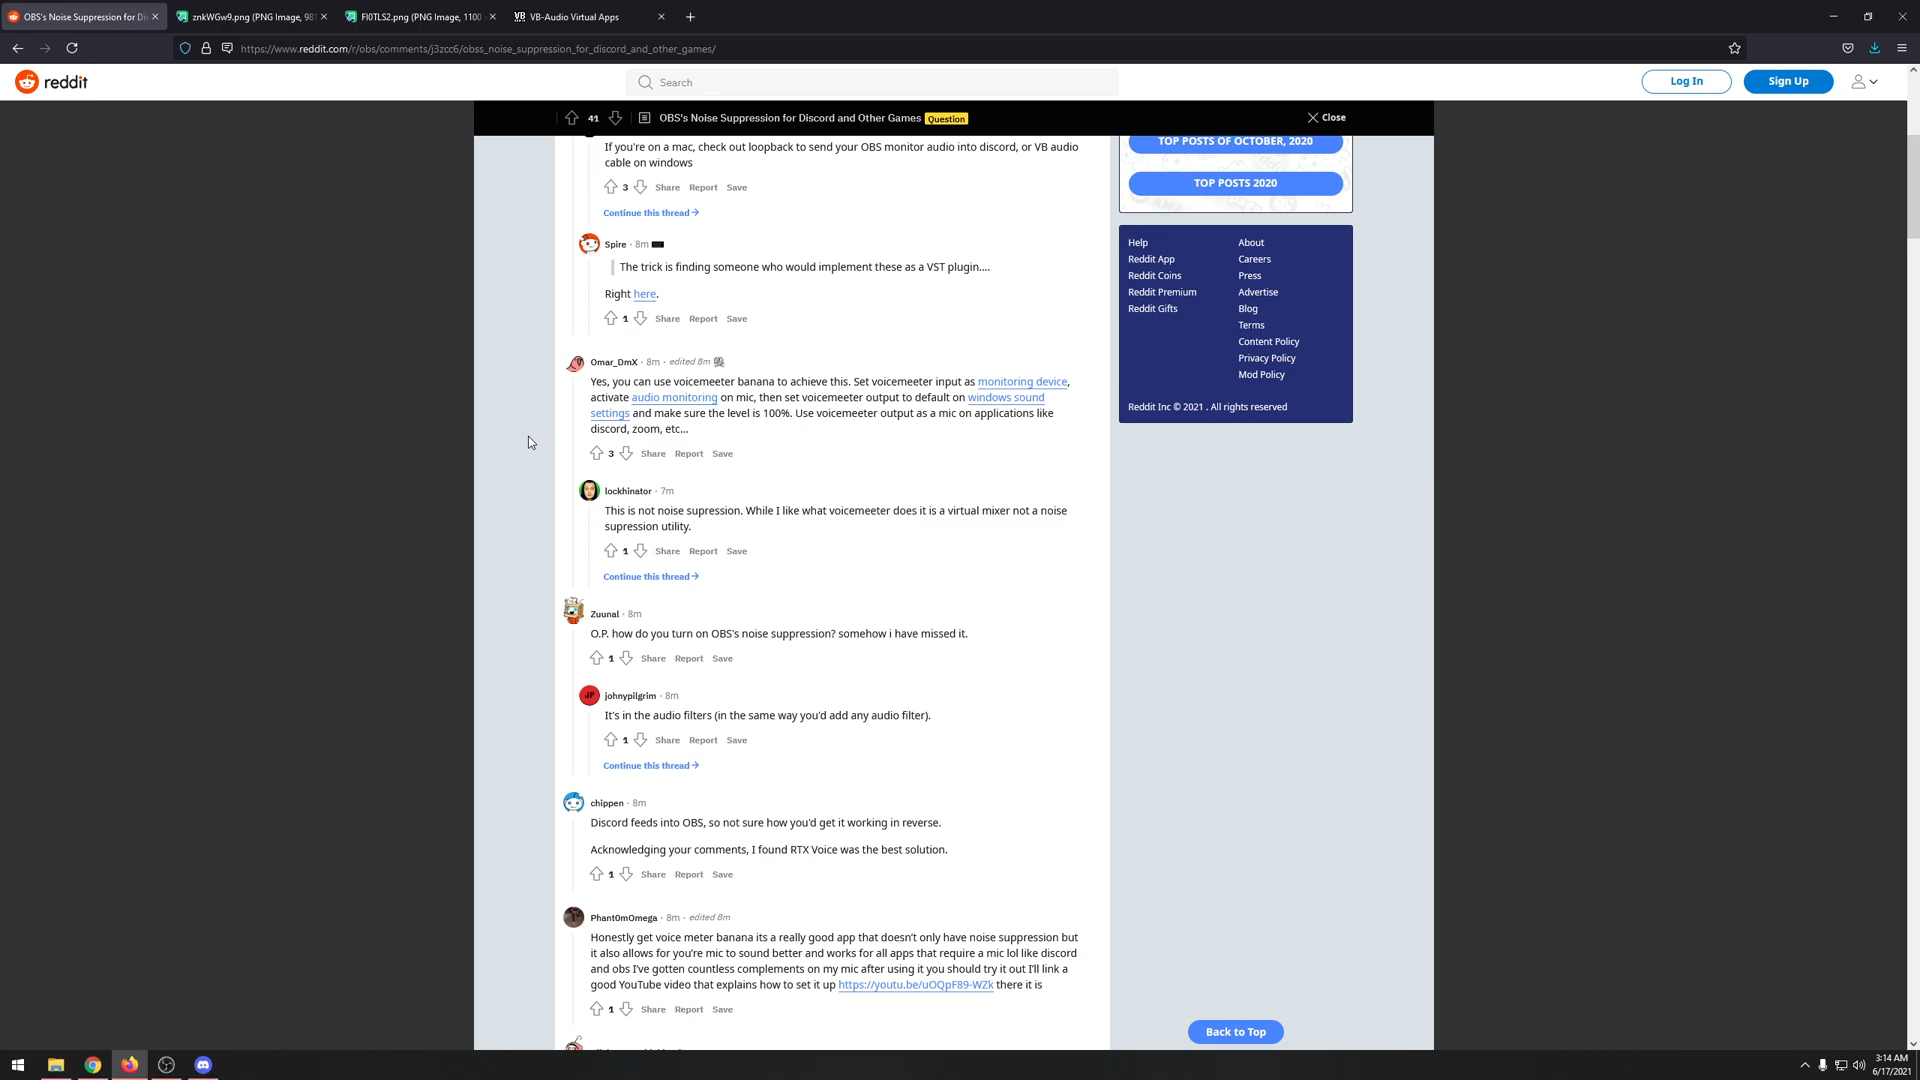 OBS's Noise Suppression for Di
znkWGw9.png (PNG Image, 981
FI0TLS2.png (PNG Image, 1100
VB VB-Audio Virtual Apps
https://www.reddit.com/r/obs/comments/j3zcc6/obss_noise_suppression_for_discord_and_other_games/
reddit
Search
Log In
Sign Up
41 OBS's Noise Suppression for Discord and Other Games Question
Close
If you're on a mac, check out loopback to send your OBS monitor audio into discord, or VB audio
cable on windows
3 Share Report Save
Continue this thread
Spire · 8m
The trick is finding someone who would implement these as a VST plugin....
Right here.
1 Share Report Save
Omar_DmX · 8m · edited 8m
Yes, you can use voicemeeter banana to achieve this. Set voicemeeter input as monitoring device,
activate audio monitoring on mic, then set voicemeeter output to default on windows sound
settings and make sure the level is 100%. Use voicemeeter output as a mic on applications like
discord, zoom, etc...
3 Share Report Save
lockhinator · 7m
This is not noise supression. While I like what voicemeeter does it is a virtual mixer not a noise
supression utility.
1 Share Report Save
Continue this thread
Zuunal · 8m
O.P. how do you turn on OBS's noise suppression? somehow i have missed it.
1 Share Report Save
JP
johnypilgrim · 8m
It's in the audio filters (in the same way you'd add any audio filter).
1 Share Report Save
Continue this thread
chippen · 8m
Discord feeds into OBS, so not sure how you'd get it working in reverse.
Acknowledging your comments, I found RTX Voice was the best solution.
1 Share Report Save
Phant0mOmega · 8m · edited 8m
Honestly get voice meter banana its a really good app that doesn't only have noise suppression but
it also allows for you're mic to sound better and works for all apps that require a mic lol like discord
and obs I've gotten countless complements on my mic after using it you should try it out I'll link a
good YouTube video that explains how to set it up https://youtu.be/uOQpF89-WZk there it is
1 Share Report Save
TOP POSTS OF OCTOBER, 2020
TOP POSTS 2020
Help About
Reddit App Careers
Reddit Coins Press
Reddit Premium Advertise
Reddit Gifts Blog
Terms
Content Policy
Privacy Policy
Mod Policy
Reddit Inc © 2021 . All rights reserved
Back to Top
3:14 AM
6/17/2021